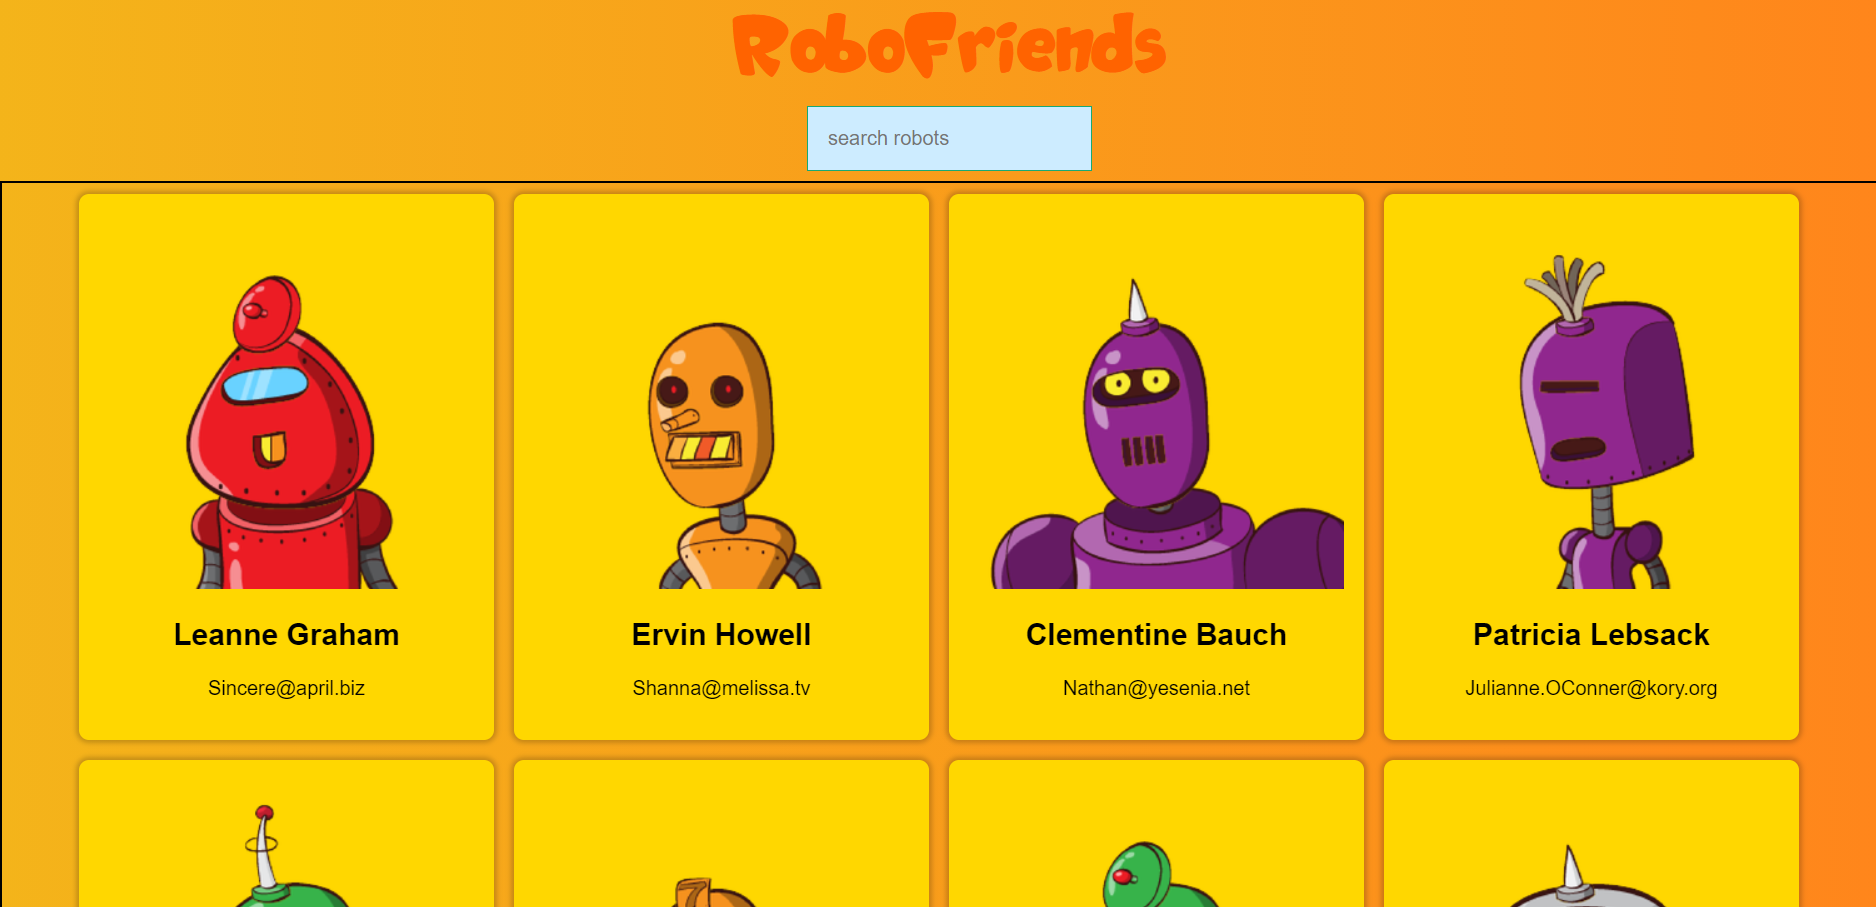 RoboFriends
search robots
Leanne Graham
Sincere@april.biz
Ervin Howell
Shanna@melissa.tv
Clementine Bauch
Nathan@yesenia.net
Patricia Lebsack
Julianne.OConner@kory.org
7